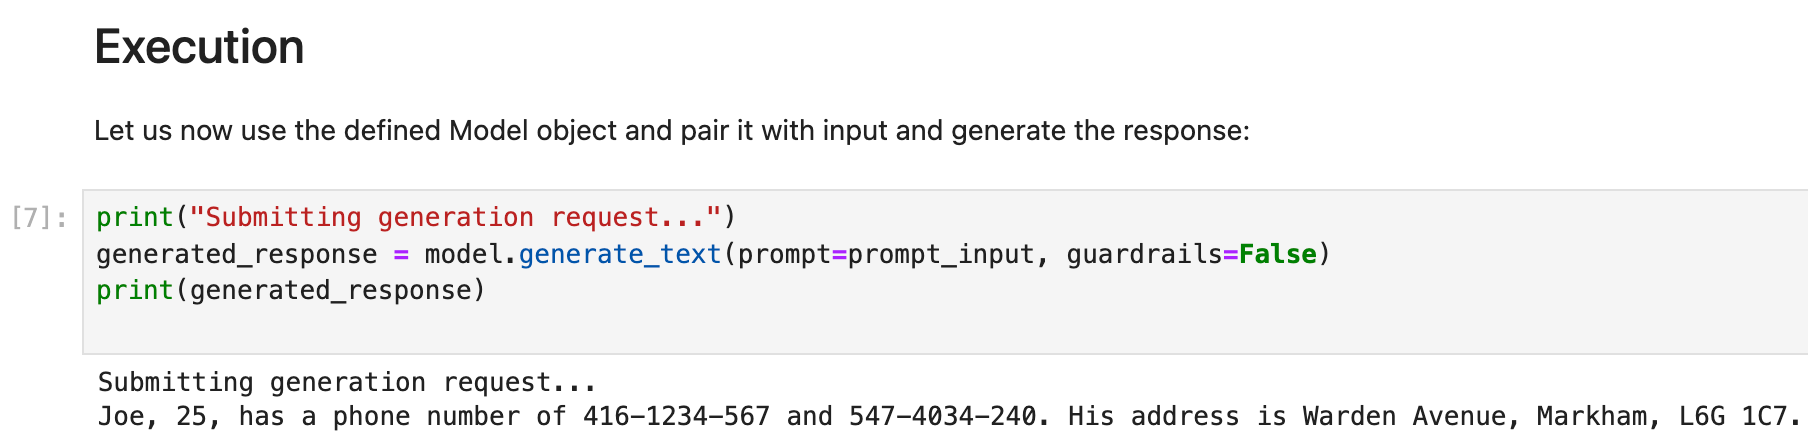 Execution
Let us now use the defined Model object and pair it with input and generate the response:
[7]:
print("Submitting generation request...")
generated_response = model.generate_text(prompt=prompt_input, guardrails=False)
print(generated_response)
Submitting generation request...
Joe, 25, has a phone number of 416-1234-567 and 547-4034-240. His address is Warden Avenue, Markham, L6G 1C7.